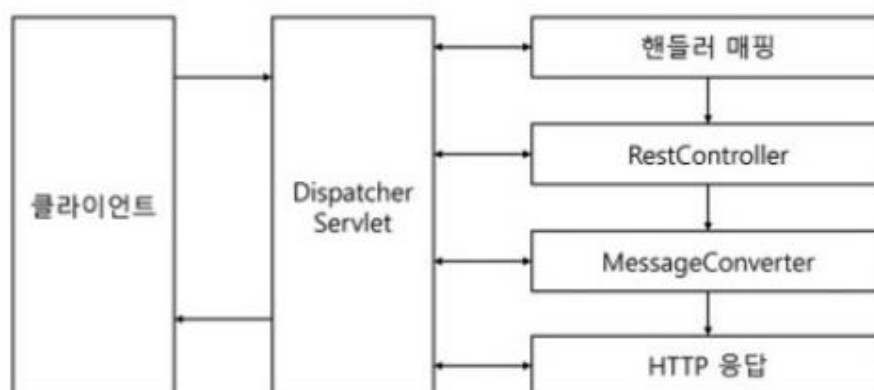 클라이언트
Dispatcher
Servlet
핸들러 매핑
RestController
MessageConverter
HTTP 응답